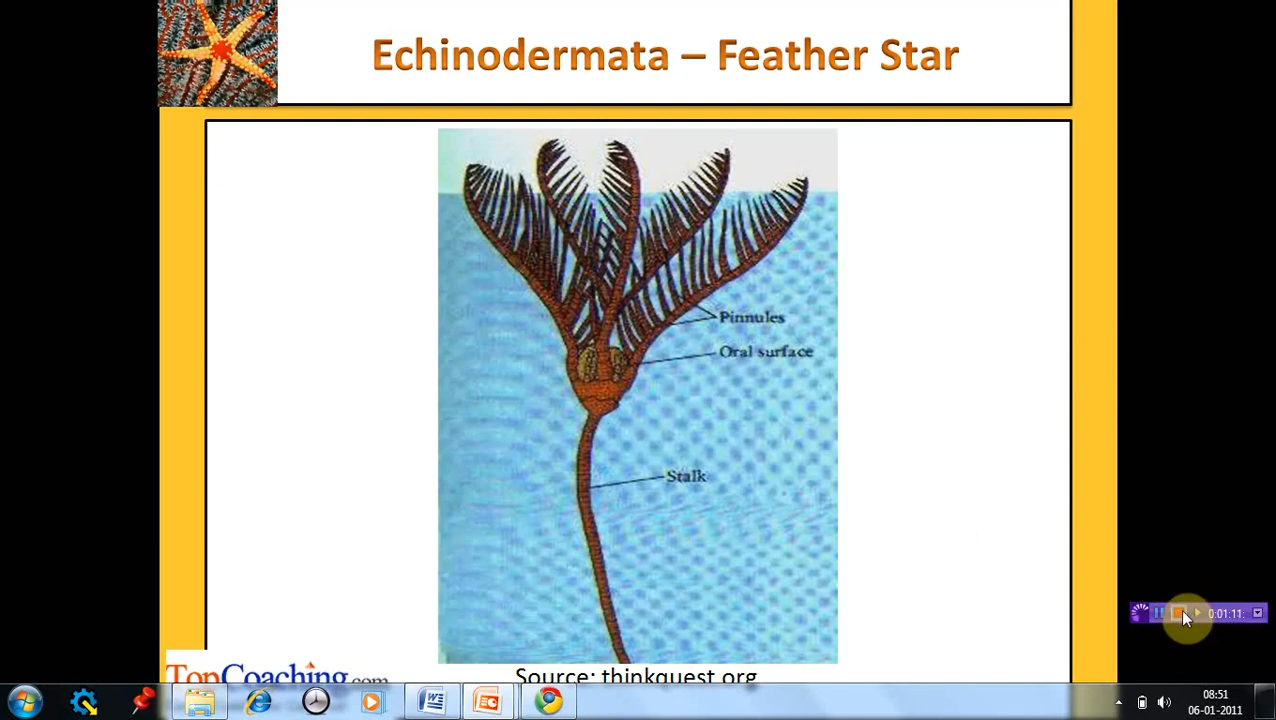 Echinodermata – Feather Star
Pinnules
Oral surface
Stalk
TopCoaching.com
Source: thinkquest.org
0:01:11:
08:51
06-01-2011